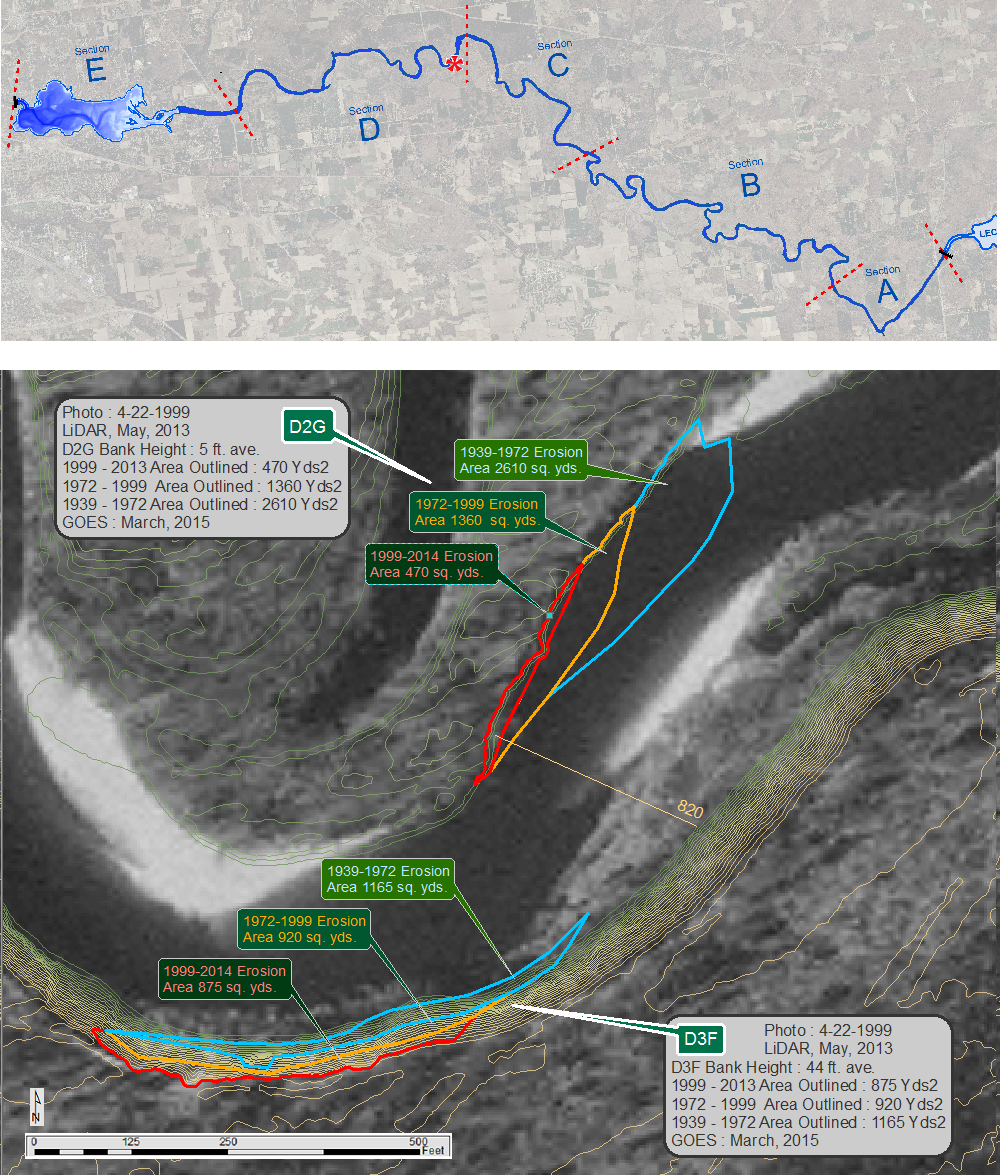 Section
E
Section
D
Section
C
Section
B
Section
A
LEC
Photo : 4-22-1999
LiDAR, May, 2013
D2G Bank Height : 5 ft. ave.
1999 - 2013 Area Outlined : 470 Yds2
1972 - 1999 Area Outlined : 1360 Yds2
1939 - 1972 Area Outlined : 2610 Yds2
GOES : March, 2015
D2G
1939-1972 Erosion
Area 2610 sq. yds.
1972-1999 Erosion
Area 1360 sq. yds.
1999-2014 Erosion
Area 470 sq. yds.
820
1939-1972 Erosion
Area 1165 sq. yds.
1972-1999 Erosion
Area 920 sq. yds.
1999-2014 Erosion
Area 875 sq. yds.
D3F
Photo : 4-22-1999
LiDAR, May, 2013
D3F Bank Height : 44 ft. ave.
1999 - 2013 Area Outlined : 875 Yds2
1972 - 1999 Area Outlined : 920 Yds2
1939 - 1972 Area Outlined : 1165 Yds2
GOES : March, 2015
N
0 125 250 500
Feet